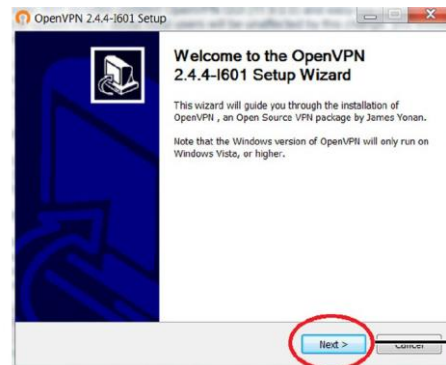 OpenVPN 2.4.4-I601 Setup
Welcome to the OpenVPN
2.4.4-I601 Setup Wizard
This wizard will guide you through the installation of
OpenVPN , an Open Source VPN package by James Yonan.
Note that the Windows version of OpenVPN will only run on
Windows Vista, or higher.
Next > Cancel